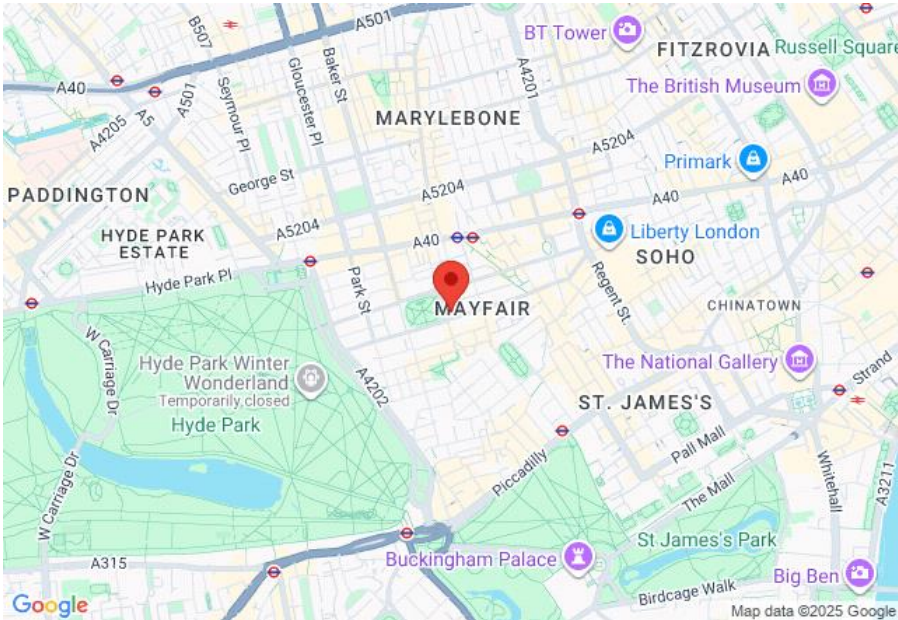 A501
B507
BT Tower
FITZROVIA
Russell Square
A40
A501
Seymour Pl
Gloucester Pl
Baker St
A4201
The British Museum
A4205
A5
MARYLEBONE
A5204
Primark
A40
George St
A5204
A40
PADDINGTON
HYDE PARK
ESTATE
A5204
A40
Liberty London
SOHO
Hyde Park Pl
Park St
Regent St.
MAYFAIR
CHINATOWN
W Carriage Dr
Hyde Park Winter
Wonderland
Temporarily closed
Hyde Park
A4202
The National Gallery
Strand
ST. JAMES'S
Pall Mall
Piccadilly
The Mall
Whitehall
A3211
W Carriage Dr
A315
Buckingham Palace
St James's Park
Birdcage Walk
Big Ben
Google
Map data ©2025 Google